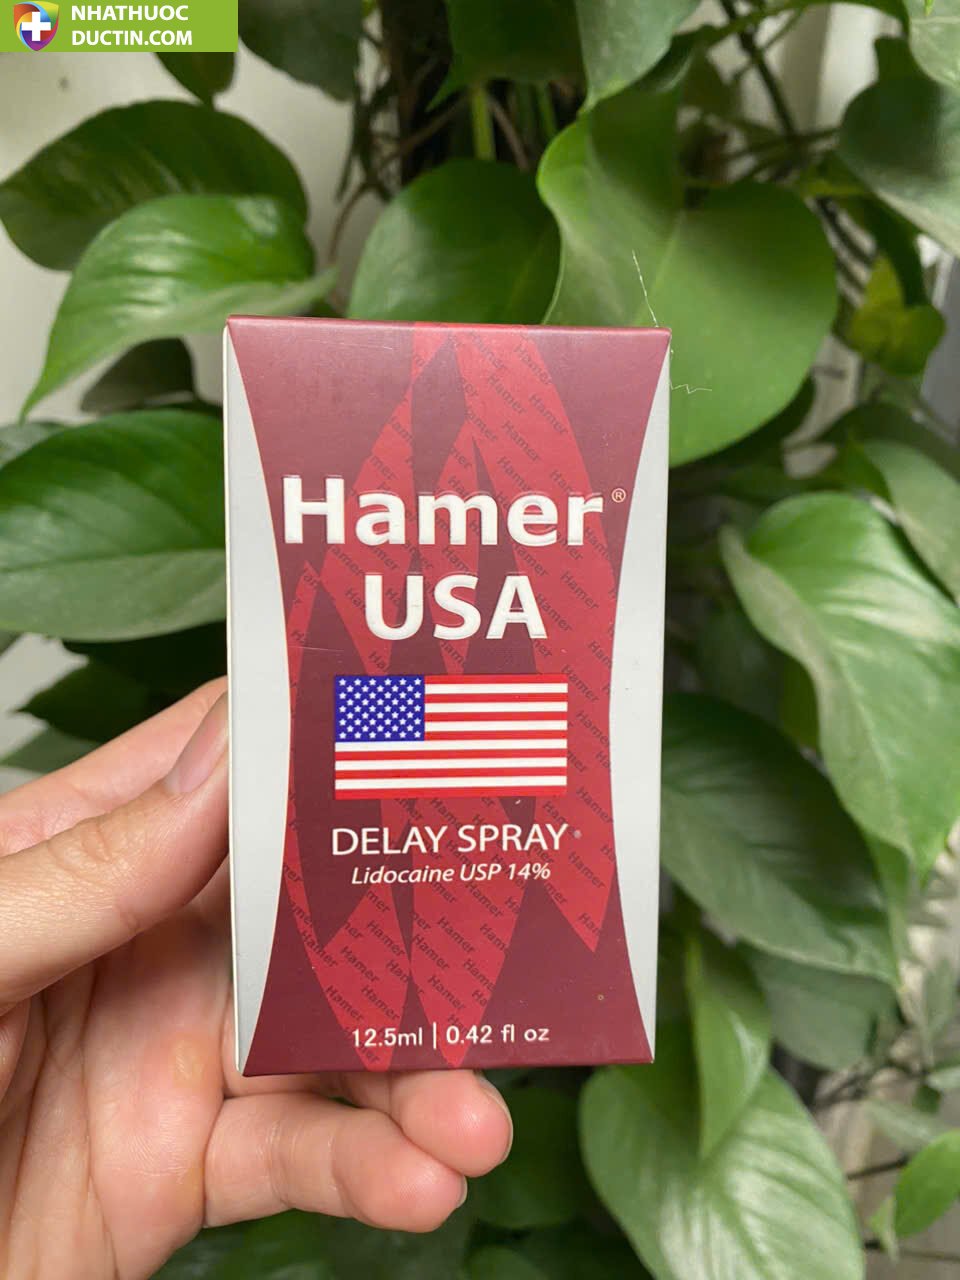 NHATHUOC
DUCTIN.COM
Hamer®
USA
DELAY SPRAY®
Lidocaine USP 14%
12.5ml | 0.42 fl oz